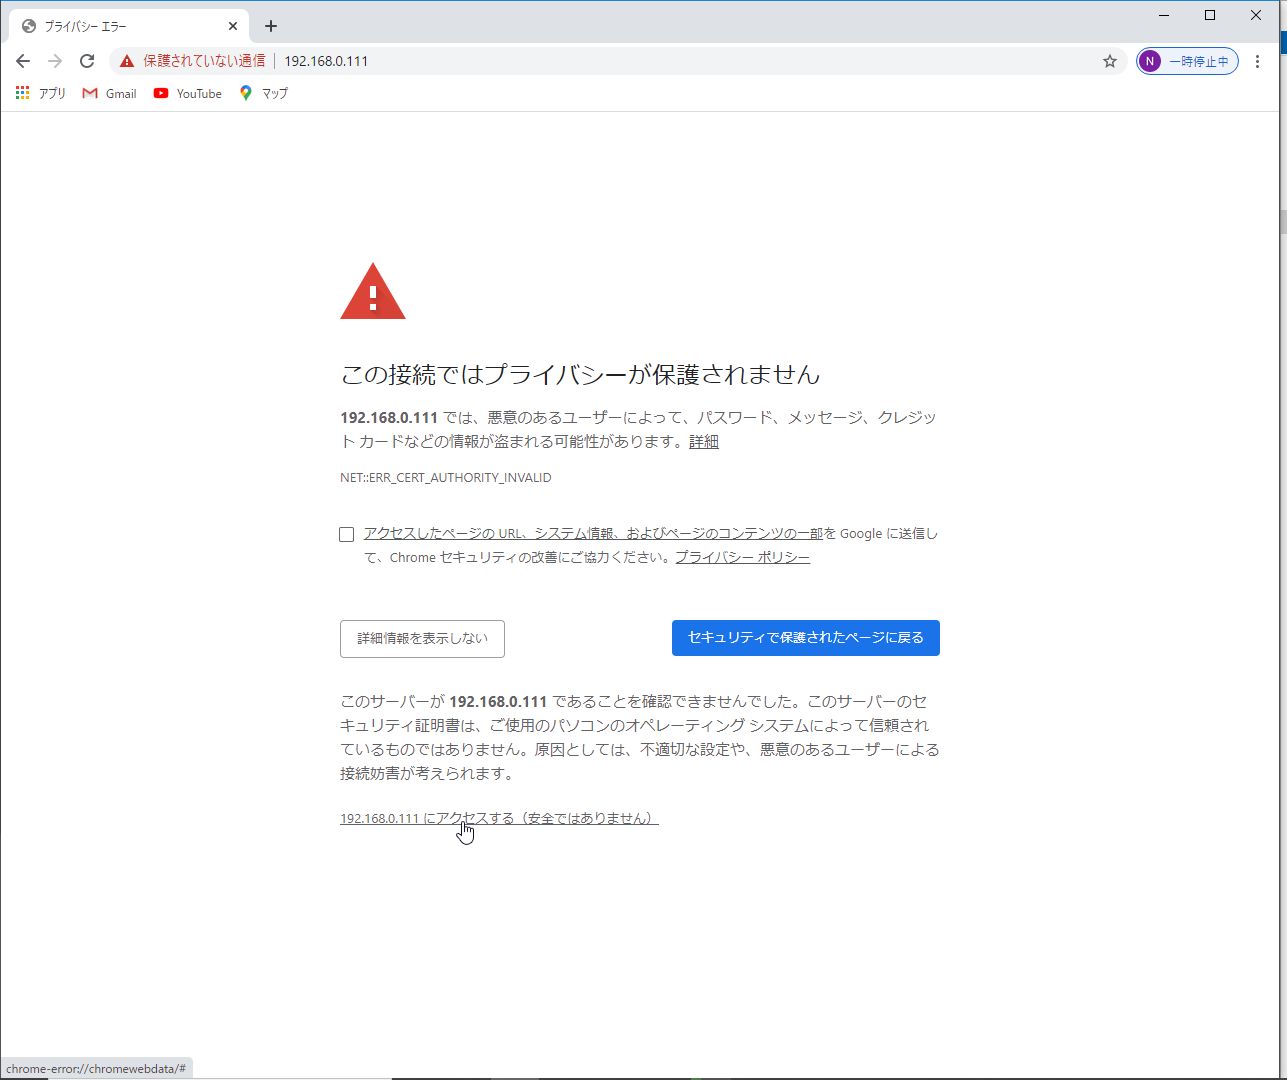 プライバシー エラー
保護されていない通信 | 192.168.0.111
N 一時停止中
アプリ Gmail YouTube マップ
この接続ではプライバシーが保護されません
192.168.0.111 では、悪意のあるユーザーによって、パスワード、メッセージ、クレジッ
ト カードなどの情報が盗まれる可能性があります。詳細
NET::ERR_CERT_AUTHORITY_INVALID
アクセスしたページの URL、システム情報、およびページのコンテンツの一部を Google に送信し
て、Chrome セキュリティの改善にご協力ください。プライバシー ポリシー
詳細情報を表示しない セキュリティで保護されたページに戻る
このサーバーが 192.168.0.111 であることを確認できませんでした。このサーバーのセ
キュリティ証明書は、ご使用のパソコンのオペレーティング システムによって信頼され
ているものではありません。原因としては、不適切な設定や、悪意のあるユーザーによる
接続妨害が考えられます。
192.168.0.111 にアクセスする（安全ではありません）
chrome-error://chromewebdata/#